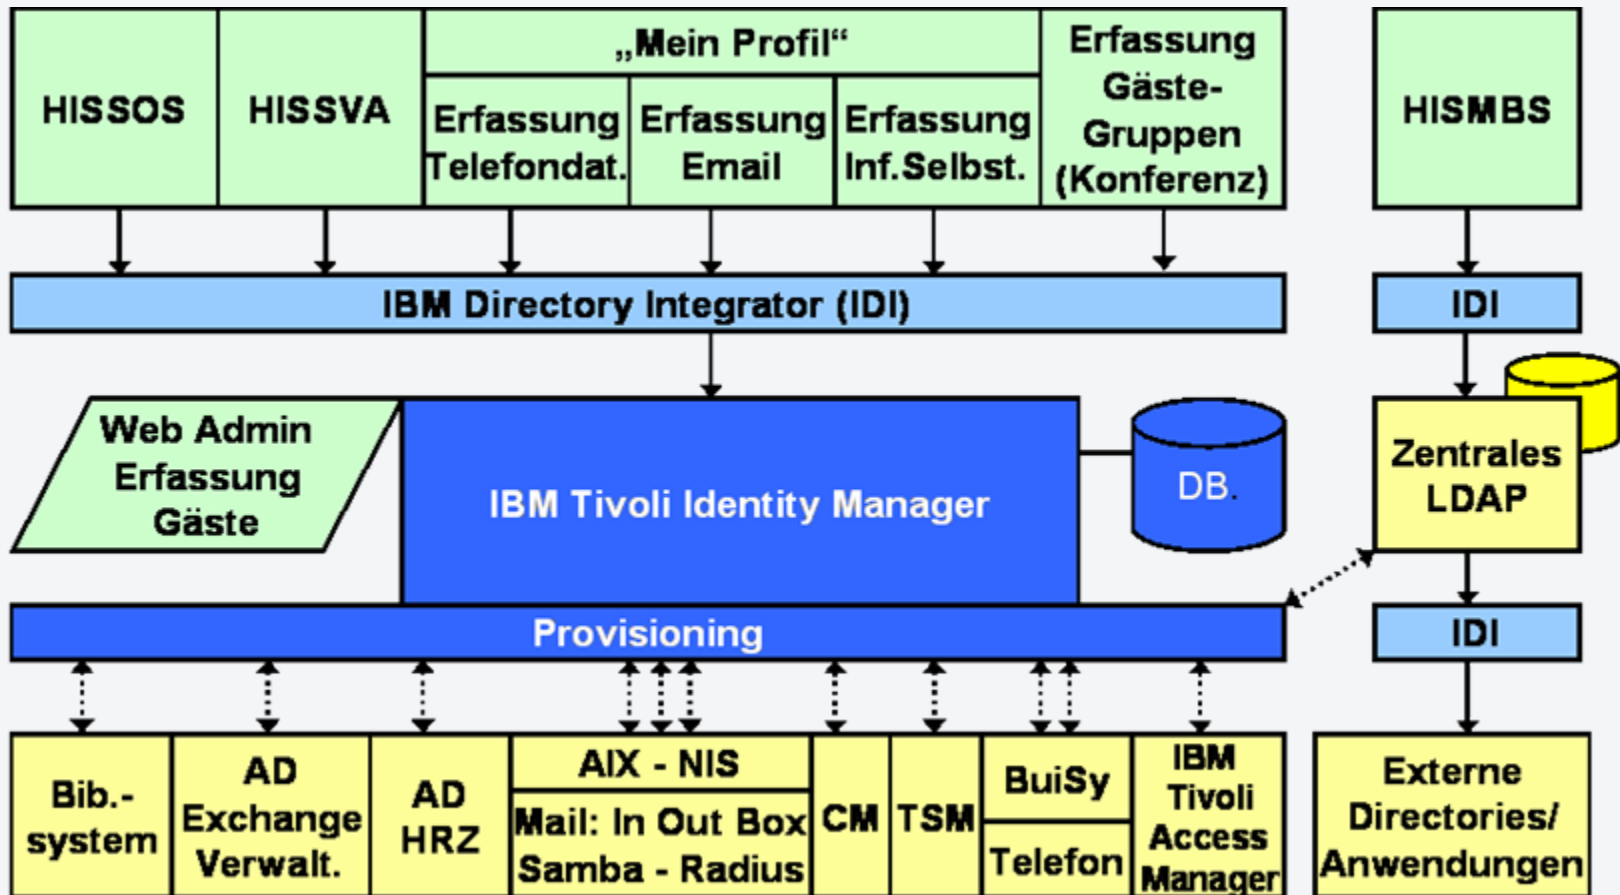 HISSOS
HISSVA
„Mein Profil“
Erfassung
Telefondat.
Erfassung
Email
Erfassung
Inf.Selbst.
Erfassung
Gäste-
Gruppen
(Konferenz)
HISMBS
IBM Directory Integrator (IDI)
IDI
Web Admin
Erfassung
Gäste
IBM Tivoli Identity Manager
DB.
Zentrales
LDAP
Provisioning
IDI
Bib.-
system
AD
Exchange
Verwalt.
AD
HRZ
AIX - NIS
Mail: In Out Box
Samba - Radius
CM
TSM
BuiSy
Telefon
IBM
Tivoli
Access
Manager
Externe
Directories/
Anwendungen